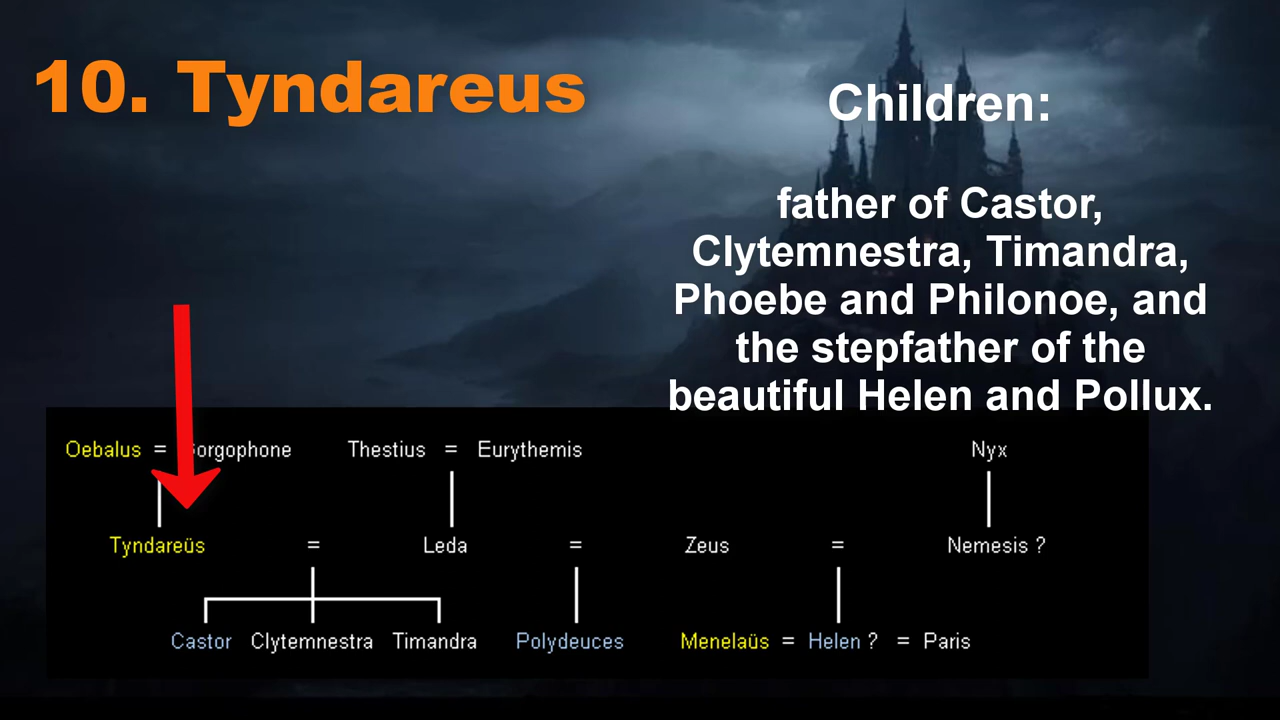 10. Tyndareus
Children:
father of Castor,
Clytemnestra, Timandra,
Phoebe and Philonoe, and
the stepfather of the
beautiful Helen and Pollux.
Oebalus = Gorgophone Thestius = Eurythemis Nyx
Tyndareüs = Leda = Zeus = Nemesis ?
Castor Clytemnestra Timandra Polydeuces Menelaüs = Helen ? = Paris